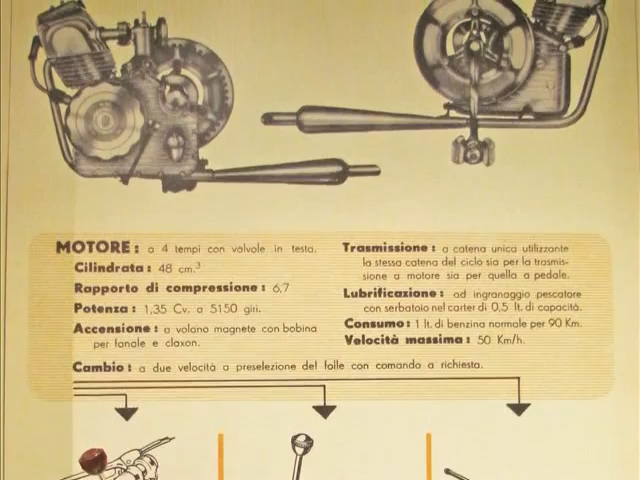 MOTORE: a 4 tempi con valvole in testa.
Cilindrata: 48 cm.³
Rapporto di compressione: 6,7
Potenza: 1,35 Cv. a 5150 giri.
Accensione: a volano magnete con bobina
per fanale e claxon.
Trasmissione: a catena unica utilizzante
la stessa catena del ciclo sia per la trasmis-
sione a motore sia per quella a pedale.
Lubrificazione: ad ingranaggio pescatore
con serbatoio nel carter di 0,5 lt. di capacità.
Consumo: 1 lt. di benzina normale per 90 Km.
Velocità massima: 50 Km/h.
Cambio: a due velocità a preselezione del folle con comando a richiesta.